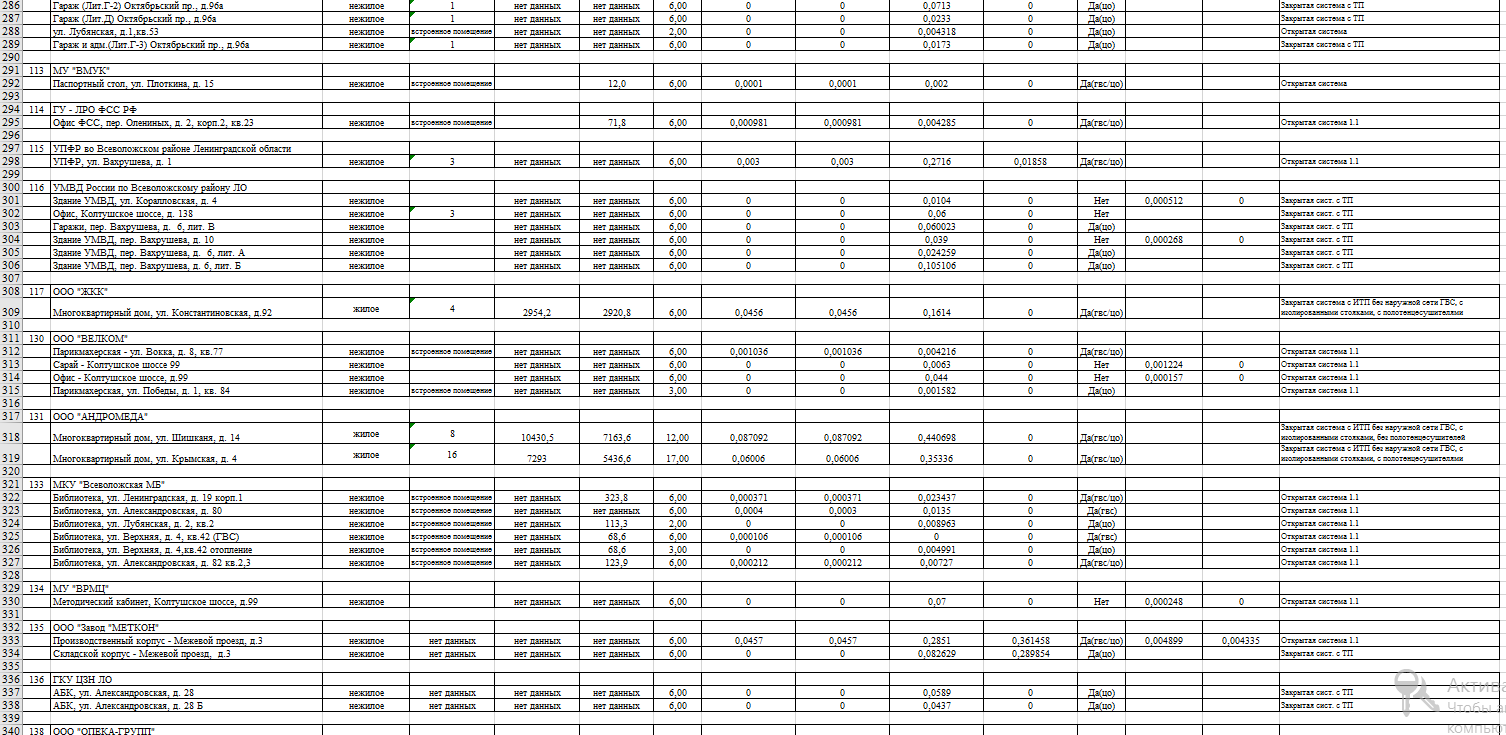 286 Гараж (Лит.Г-2) Октябрьский пр., д.96а нежилое 1 нет данных нет данных 6,00 0 0 0,0713 0 Да(цо) Закрытая система с ТП
287 Гараж (Лит.Д) Октябрьский пр., д.96а нежилое 1 нет данных нет данных 6,00 0 0 0,0233 0 Да(цо) Закрытая система с ТП
288 ул. Лубянская, д.1,кв.53 нежилое встроенное помещение нет данных нет данных 2,00 0 0 0,004318 0 Да(цо) Открытая система
289 Гараж и адм.(Лит.Г-3) Октябрьский пр., д.96а нежилое 1 нет данных нет данных 6,00 0 0 0,0173 0 Да(цо) Закрытая система с ТП
290
291 113 МУ "ВМУК"
292 Паспортный стол, ул. Плоткина, д. 15 нежилое встроенное помещение 12,0 6,00 0,0001 0,0001 0,002 0 Да(гвс/цо) Открытая система
293
294 114 ГУ - ЛРО ФСС РФ
295 Офис ФСС, пер. Олениных, д. 2, корп.2, кв.23 нежилое встроенное помещение 71,8 6,00 0,000981 0,000981 0,004285 0 Да(гвс/цо) Открытая система 1.1
296
297 115 УПФР во Всеволожском районе Ленинградской области
298 УПФР, ул. Вахрушева, д. 1 нежилое 3 нет данных нет данных 6,00 0,003 0,003 0,2716 0,01858 Да(гвс/цо) Открытая система 1.1
299
300 116 УМВД России по Всеволожскому району ЛО
301 Здание УМВД, ул. Коралловская, д. 4 нежилое нет данных нет данных 6,00 0 0 0,0104 0 Нет 0,000512 0 Закрытая сист. с ТП
302 Офис, Колтушское шоссе, д. 138 нежилое 3 нет данных нет данных 6,00 0 0 0,06 0 Нет Закрытая сист. с ТП
303 Гаражи, пер. Вахрушева, д. 6, лит. В нежилое нет данных нет данных 6,00 0 0 0,060023 0 Да(цо) Закрытая сист. с ТП
304 Здание УМВД, пер. Вахрушева, д. 10 нежилое нет данных нет данных 6,00 0 0 0,039 0 Нет 0,000268 0 Закрытая сист. с ТП
305 Здание УМВД, пер. Вахрушева, д. 6, лит. А нежилое нет данных нет данных 6,00 0 0 0,024259 0 Да(цо) Закрытая сист. с ТП
306 Здание УМВД, пер. Вахрушева, д. 6, лит. Б нежилое нет данных нет данных 6,00 0 0 0,105106 0 Да(цо) Закрытая сист. с ТП
307
308 117 ООО "ЖКК"
309 Многоквартирный дом, ул. Константиновская, д.92 жилое 4 2954,2 2920,8 6,00 0,0456 0,0456 0,1614 0 Да(гвс/цо) Закрытая система с ИТП без наружной сети ГВС, с
изолированными стояками, с полотенцесушителями
310
311 130 ООО "ВЕЛКОМ"
312 Парикмахерская - ул. Вокка, д. 8, кв.77 нежилое встроенное помещение нет данных нет данных 6,00 0,001036 0,001036 0,004216 0 Да(гвс/цо) Открытая система 1.1
313 Сарай - Колтушское шоссе 99 нежилое нет данных нет данных 6,00 0 0 0,0063 0 Нет 0,001224 0 Открытая система 1.1
314 Офис - Колтушское шоссе, д.99 нежилое нет данных нет данных 6,00 0 0 0,044 0 Нет 0,000157 0 Открытая система 1.1
315 Парикмахерская, ул. Победы, д. 1, кв. 84 нежилое встроенное помещение нет данных нет данных 3,00 0 0 0,001582 0 Да(цо) Открытая система 1.1
316
317 131 ООО "АНДРОМЕДА"
318 Многоквартирный дом, ул. Шишканя, д. 14 жилое 8 10430,5 7163,6 12,00 0,087092 0,087092 0,440698 0 Да(гвс/цо) Закрытая система с ИТП без наружной сети ГВС, с
изолированными стояками, без полотенцесушителей
319 Многоквартирный дом, ул. Крымская, д. 4 жилое 16 7293 5436,6 17,00 0,06006 0,06006 0,35336 0 Да(гвс/цо) Закрытая система с ИТП без наружной сети ГВС, с
изолированными стояками, с полотенцесушителями
320
321 133 МКУ "Всеволожская МБ"
322 Библиотека, ул. Ленинградская, д. 19 корп.1 нежилое встроенное помещение нет данных 323,8 6,00 0,000371 0,000371 0,023437 0 Да(гвс/цо) Открытая система 1.1
323 Библиотека, ул. Александровская, д. 80 нежилое встроенное помещение нет данных нет данных 6,00 0,0004 0,0003 0,0135 0 Да(гвс) Открытая система 1.1
324 Библиотека, ул. Лубянская, д. 2, кв.2 нежилое встроенное помещение нет данных 113,3 2,00 0 0 0,008963 0 Да(цо) Открытая система 1.1
325 Библиотека, ул. Верхняя, д. 4, кв.42 (ГВС) нежилое встроенное помещение нет данных 68,6 6,00 0,000106 0,000106 0 0 Да(гвс) Открытая система 1.1
326 Библиотека, ул. Верхняя, д. 4,кв.42 отопление нежилое встроенное помещение нет данных 68,6 3,00 0 0 0,004991 0 Да(цо) Открытая система 1.1
327 Библиотека, ул. Александровская, д. 82 кв.2,3 нежилое встроенное помещение нет данных 123,9 6,00 0,000212 0,000212 0,00727 0 Да(гвс/цо) Открытая система 1.1
328
329 134 МУ "ВРМЦ"
330 Методический кабинет, Колтушское шоссе, д.99 нежилое нет данных нет данных 6,00 0 0 0,07 0 Нет 0,000248 0 Открытая система 1.1
331
332 135 ООО "Завод "МЕТКОН"
333 Производственный корпус - Межевой проезд, д.3 нежилое нет данных нет данных нет данных 6,00 0,0457 0,0457 0,2851 0,361458 Да(гвс/цо) 0,004899 0,004335 Открытая система 1.1
334 Складской корпус - Межевой проезд, д.3 нежилое нет данных нет данных нет данных 6,00 0 0 0,082629 0,289854 Да(цо) Закрытая сист. с ТП
335
336 136 ГКУ ЦЗН ЛО
337 АБК, ул. Александровская, д. 28 нежилое нет данных нет данных нет данных 6,00 0 0 0,0589 0 Да(цо) Закрытая сист. с ТП
338 АБК, ул. Александровская, д. 28 Б нежилое нет данных нет данных нет данных 6,00 0 0 0,0437 0 Да(цо) Закрытая сист. с ТП
339
340 138 ООО "ОПЕКА-ГРУПП"
Актива
Чтобы а
компью